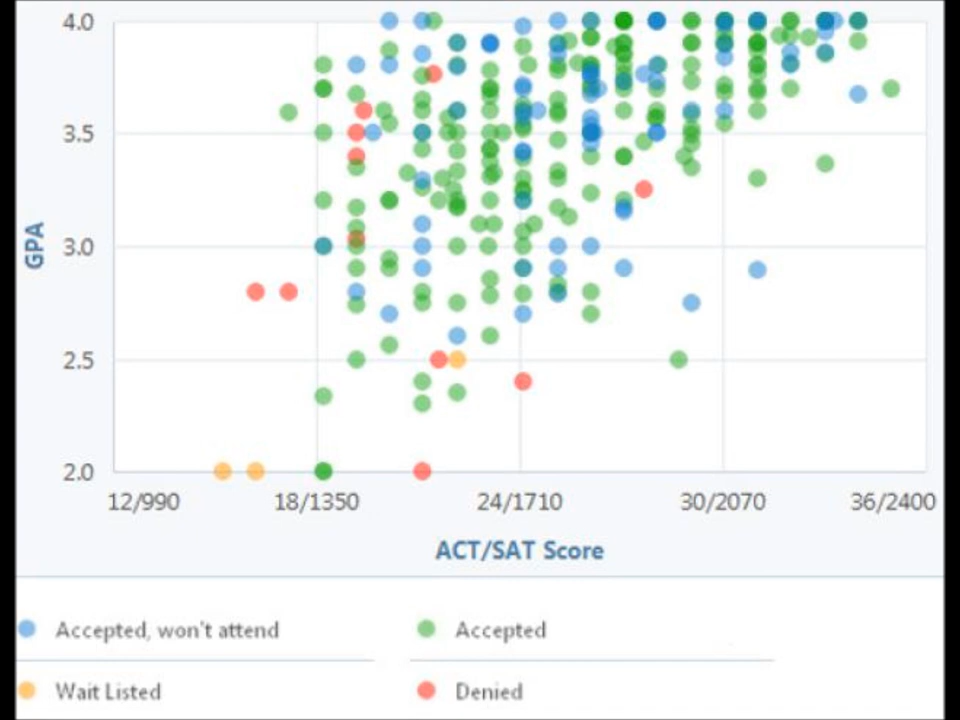 4.0
3.5
3.0
2.5
2.0
GPA
12/990 18/1350 24/1710 30/2070 36/2400
ACT/SAT Score
Accepted, won't attend Accepted
Wait Listed Denied